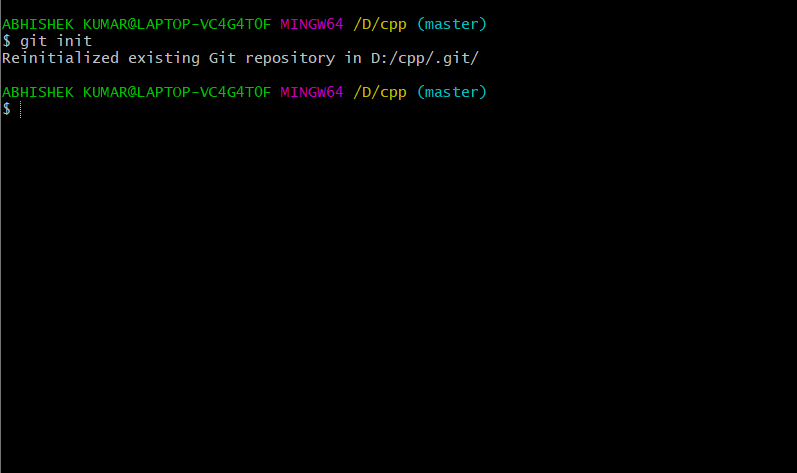 ABHISHEK KUMAR@LAPTOP-VC4G4T0F MINGW64 /D/cpp (master)
$ git init
Reinitialized existing Git repository in D:/cpp/.git/
ABHISHEK KUMAR@LAPTOP-VC4G4T0F MINGW64 /D/cpp (master)
$